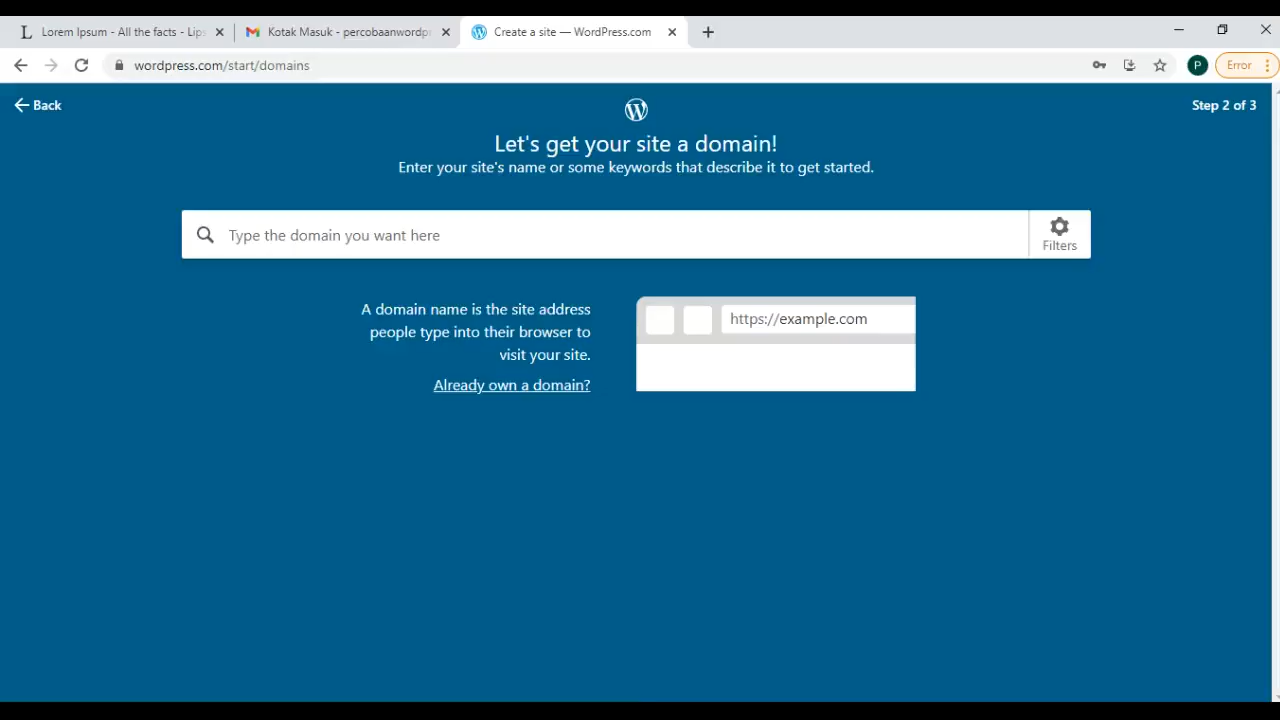 Lorem Ipsum - All the facts - Lips
Kotak Masuk - percobaanwordpr
Create a site — WordPress.com
wordpress.com/start/domains
P
Error
Back
Step 2 of 3
Let's get your site a domain!
Enter your site's name or some keywords that describe it to get started.
Type the domain you want here
Filters
A domain name is the site address
people type into their browser to
visit your site.
Already own a domain?
https://example.com